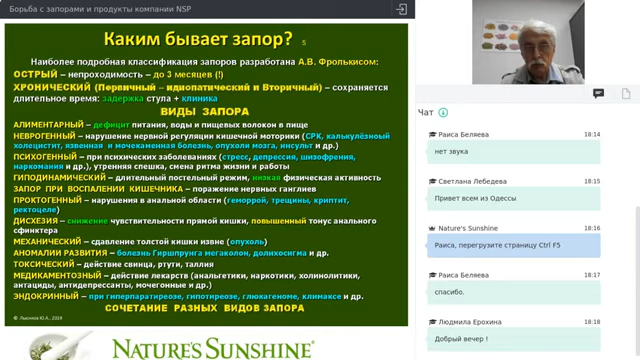 Борьба с запорами и продукты компании NSP
Каким бывает запор? 5
Наиболее подробная классификация запоров разработана А.В. Фролькисом:
ОСТРЫЙ – непроходимость – до 3 месяцев (!)
ХРОНИЧЕСКИЙ (Первичный – идиопатический и Вторичный) – сохраняется
длительное время: задержка стула + клиника
ВИДЫ ЗАПОРА
АЛИМЕНТАРНЫЙ – дефицит питания, воды и пищевых волокон в пище
НЕВРОГЕННЫЙ – нарушение нервной регуляции кишечной моторики (СРК, калькулёзный
холецистит, язвенная и мочекаменная болезнь, опухоли мозга, инсульт и др.)
ПСИХОГЕННЫЙ – при психических заболеваниях (стресс, депрессия, шизофрения,
наркомания и др.), утренняя спешка, смена ритма жизни и работы
ГИПОДИНАМИЧЕСКИЙ – длительный постельный режим, низкая физическая активность
ЗАПОР ПРИ ВОСПАЛЕНИИ КИШЕЧНИКА – поражение нервных ганглиев
ПРОКТОГЕННЫЙ – нарушения в анальной области (геморрой, трещины, криптит,
ректоцеле)
ДИСХЕЗИЯ – снижение чувствительности прямой кишки, повышенный тонус анального
сфинктера
МЕХАНИЧЕСКИЙ – сдавление толстой кишки извне (опухоль)
АНОМАЛИИ РАЗВИТИЯ – болезнь Гиршпрунга мегаколон, долихосигма и др.
ТОКСИЧЕСКИЙ – действие свинца, ртути, таллия
МЕДИКАМЕНТОЗНЫЙ – действие лекарств (анальгетики, наркотики, холинолитики,
антациды, антидепрессанты, мочегонные и др.)
ЭНДОКРИННЫЙ – при гиперпаратиреозе, гипотиреозе, глюкагеноме, климаксе и др.
СОЧЕТАНИЕ РАЗНЫХ ВИДОВ ЗАПОРА
© Лысиков Ю.А., 2019
NATURE'S SUNSHINE®
Чат
Раиса Беляева 18:14
нет звука
Светлана Лебедева 18:15
Привет всем из Одессы
Nature's Sunshine 18:16
Раиса, перегрузите страницу Ctrl F5
Раиса Беляева 18:17
спасибо.
Людмила Ерохина 18:18
Добрый вечер !